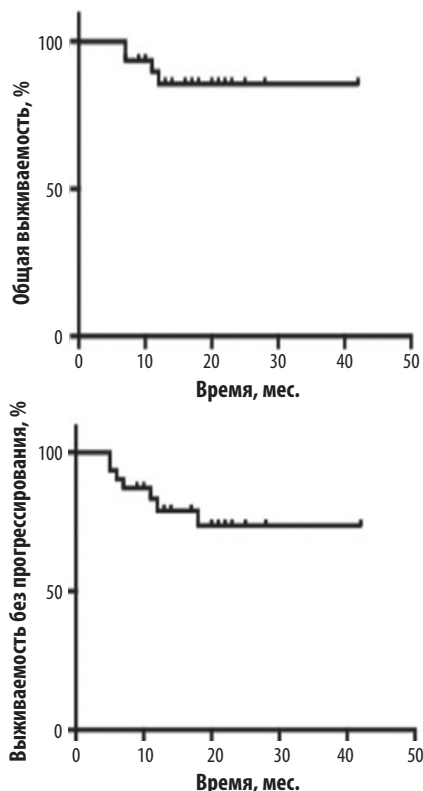 Общая выживаемость, %
100
50
0
0 10 20 30 40 50
Время, мес.
Выживаемость без прогрессирования, %
100
50
0
0 10 20 30 40 50
Время, мес.